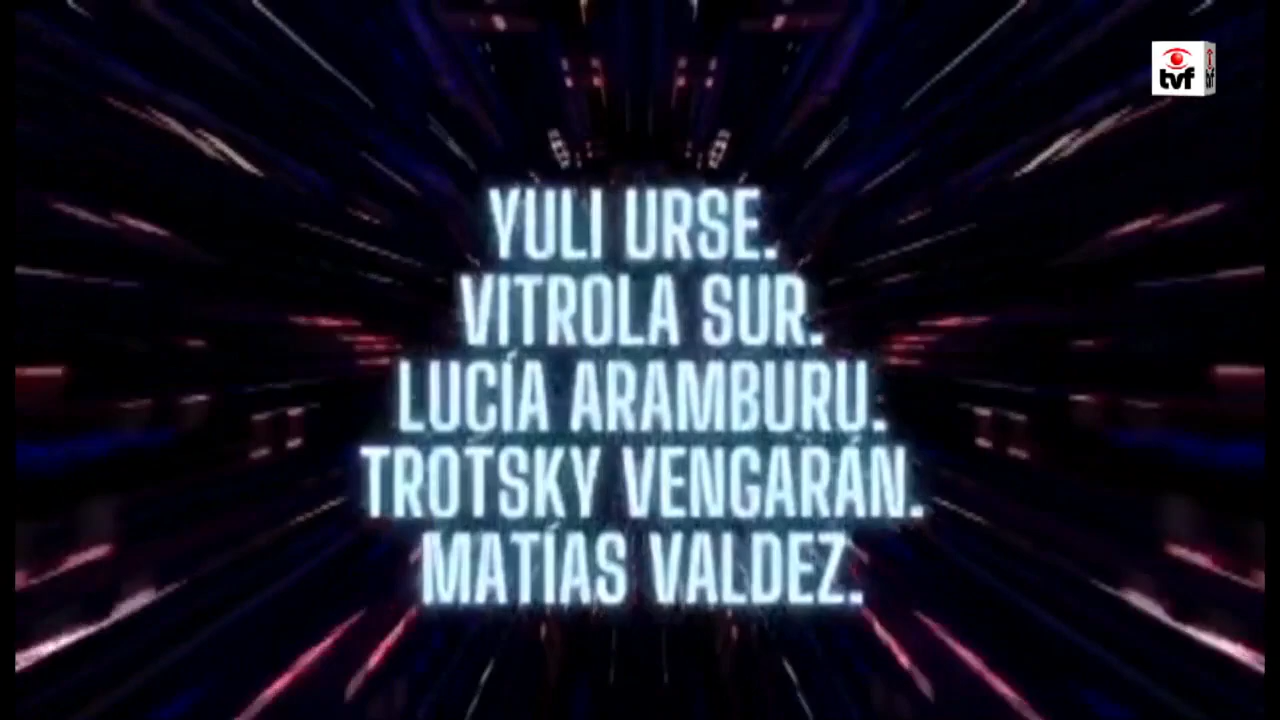 tvf
YULI URSE.
VITROLA SUR.
LUCÍA ARAMBURU.
TROTSKY VENGARÁN.
MATÍAS VALDEZ.